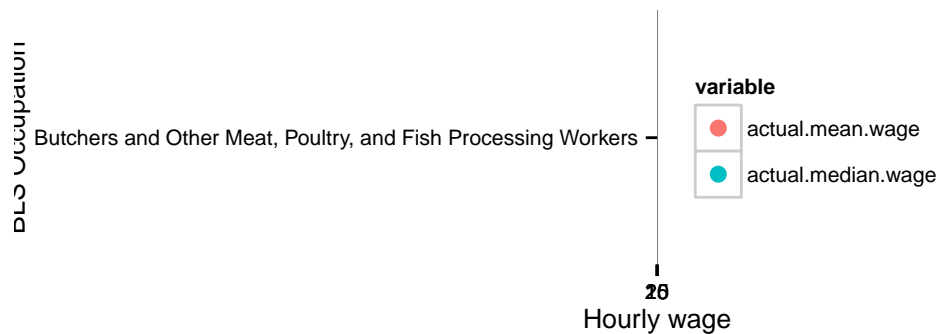 BLS Occupation
Butchers and Other Meat, Poultry, and Fish Processing Workers
Hourly wage
variable
actual.mean.wage
actual.median.wage